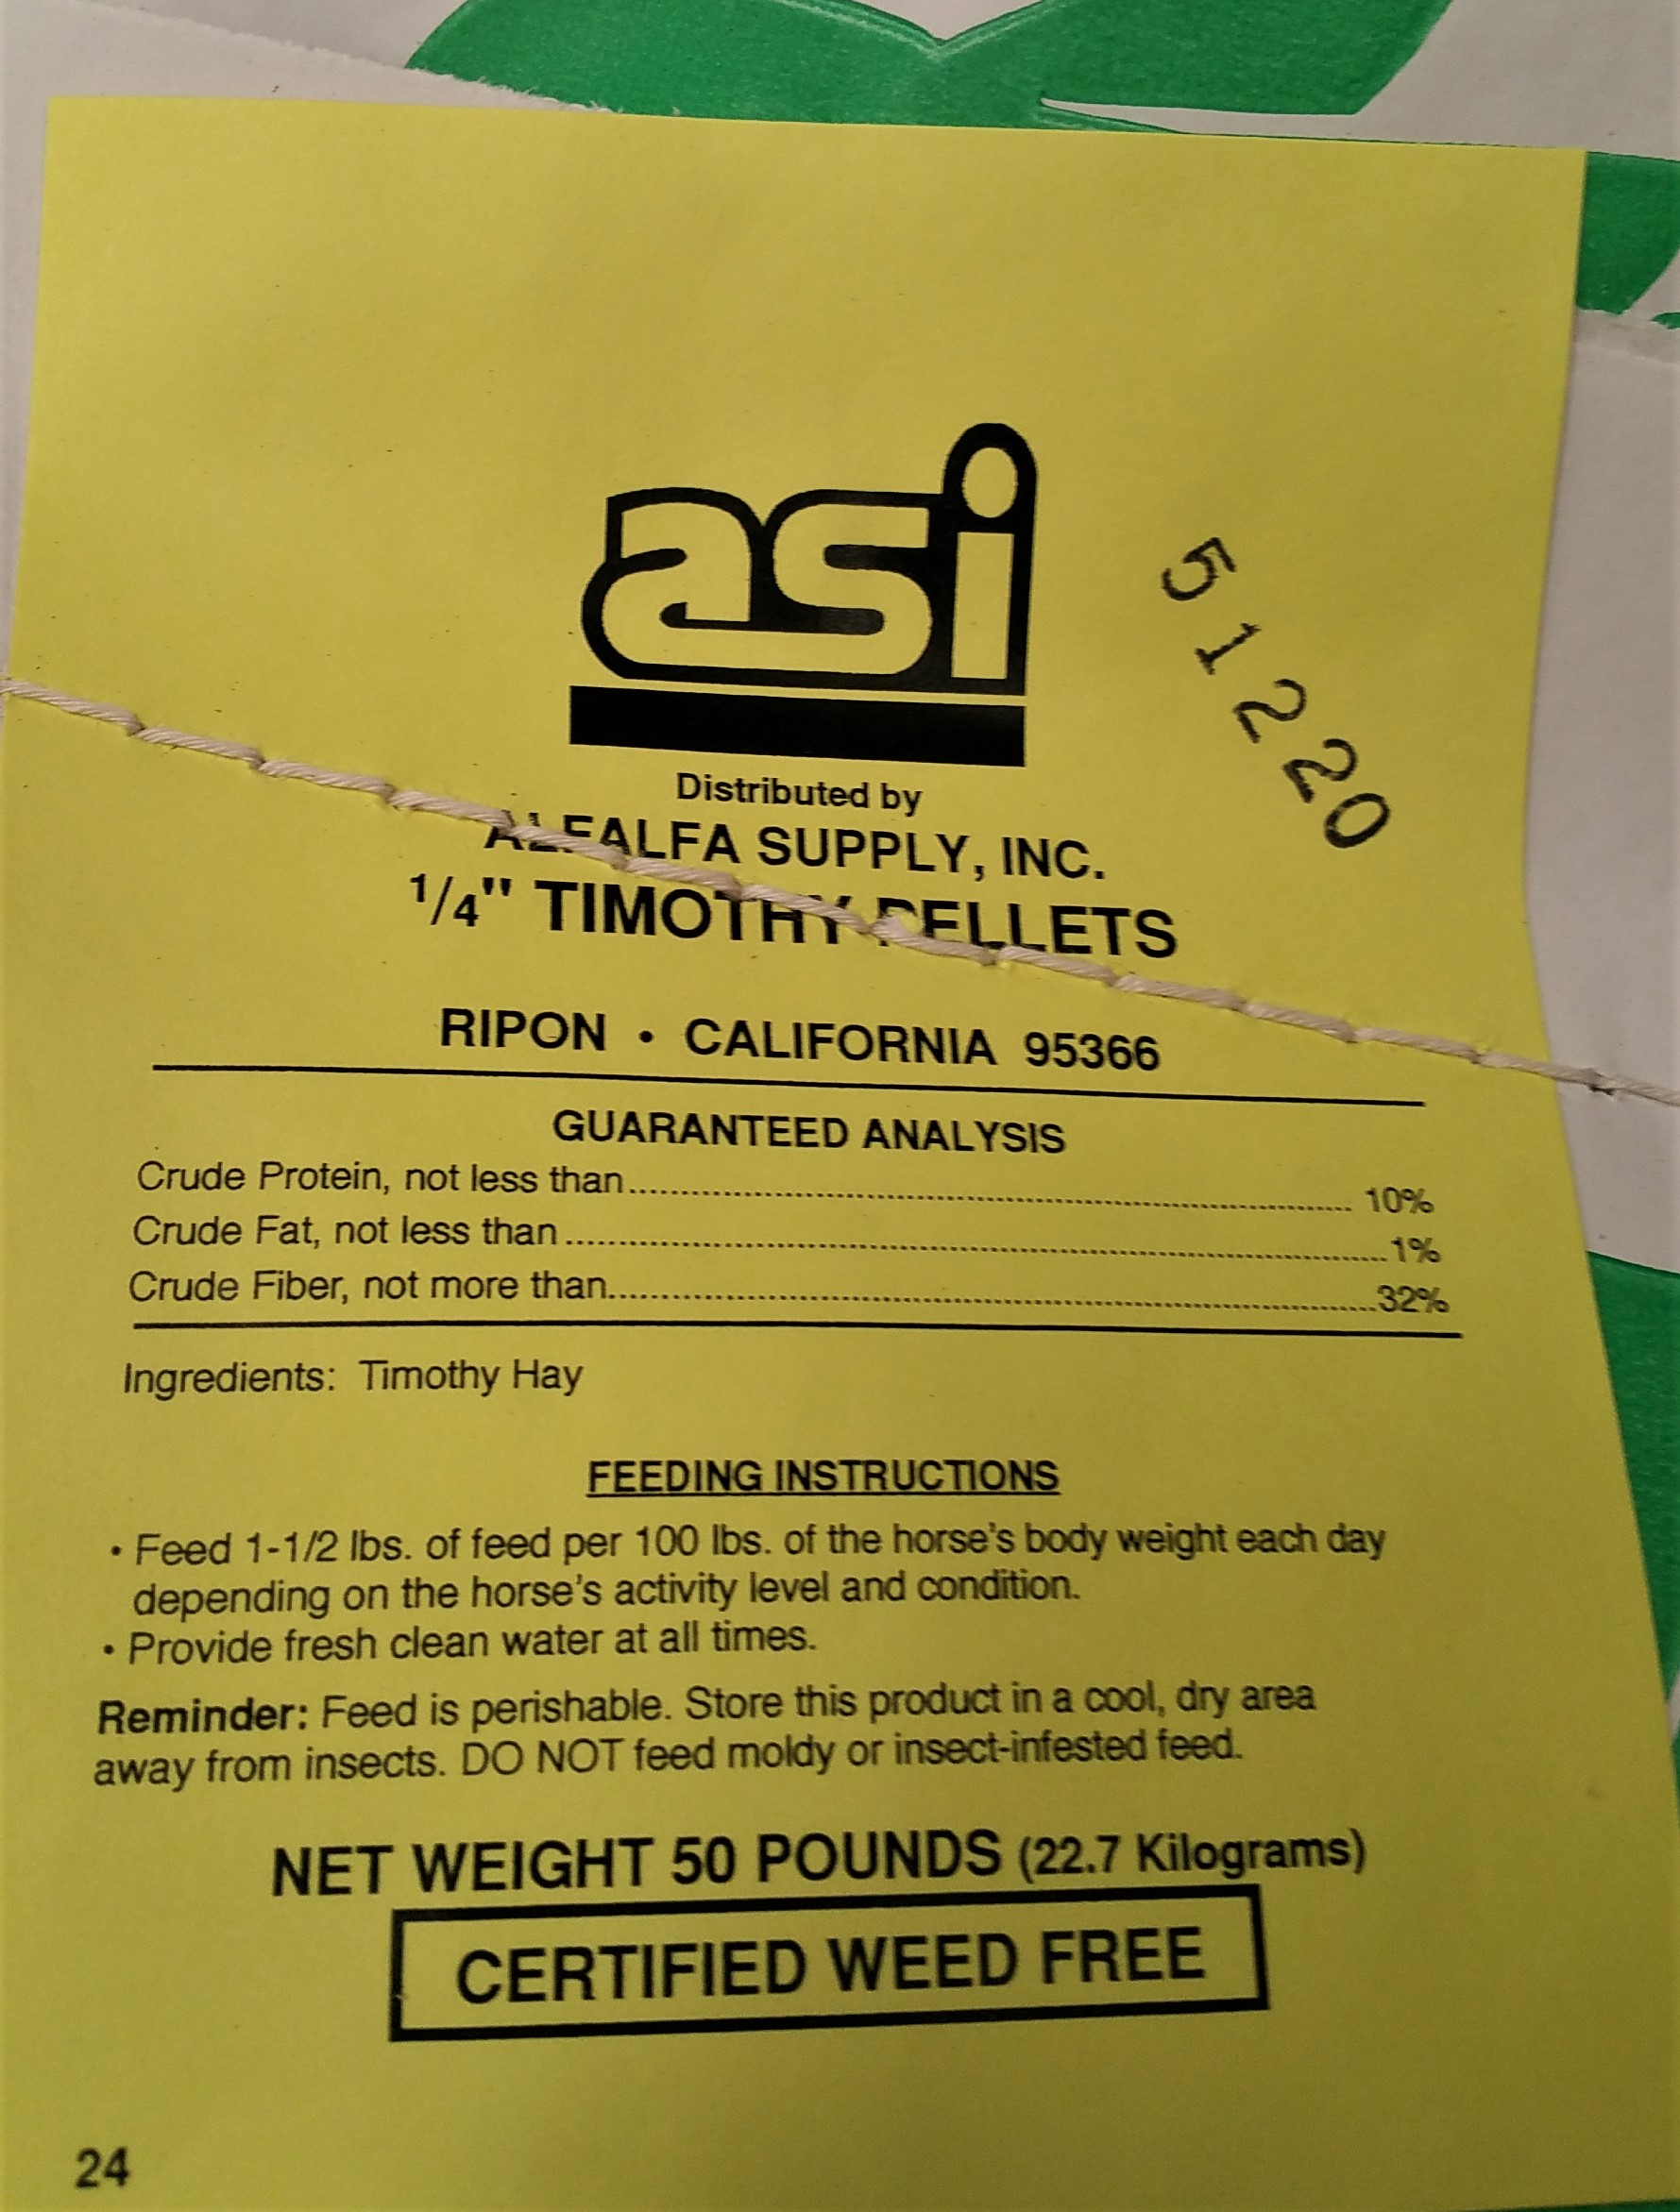 asi
51220
Distributed by
ALFALFA SUPPLY, INC.
1/4" TIMOTHY PELLETS
RIPON • CALIFORNIA 95366
GUARANTEED ANALYSIS
Crude Protein, not less than.......... 10%
Crude Fat, not less than..........1%
Crude Fiber, not more than..........32%
Ingredients: Timothy Hay
FEEDING INSTRUCTIONS
• Feed 1-1/2 lbs. of feed per 100 lbs. of the horse's body weight each day
depending on the horse's activity level and condition.
• Provide fresh clean water at all times.
Reminder: Feed is perishable. Store this product in a cool, dry area
away from insects. DO NOT feed moldy or insect-infested feed.
NET WEIGHT 50 POUNDS (22.7 Kilograms)
CERTIFIED WEED FREE
24